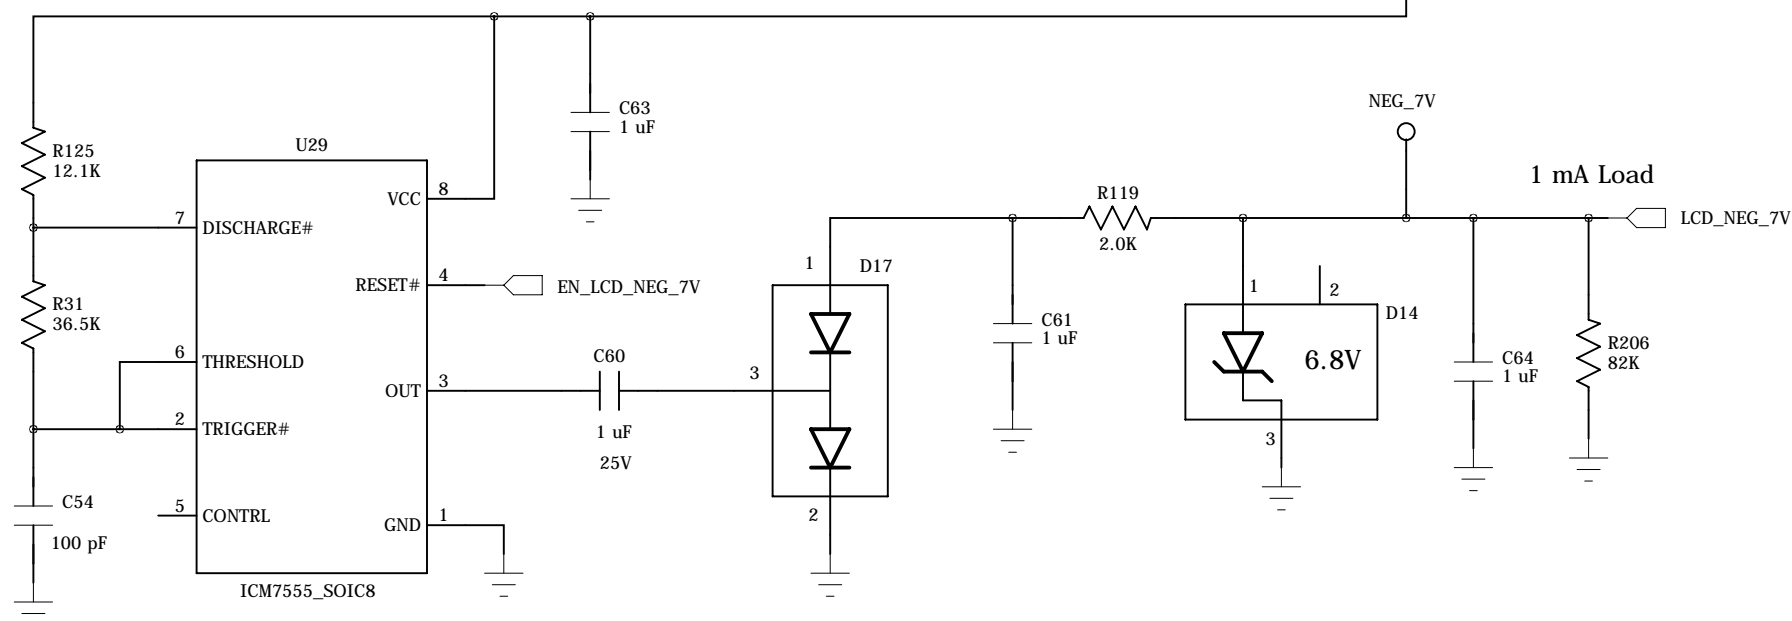 C63
1 uF
NEG_7V
R125
12.1K
U29
1 mA Load
VCC
8
R119
2.0K
LCD_NEG_7V
7
DISCHARGE#
1
D17
RESET#
4
EN_LCD_NEG_7V
1
2
D14
R31
36.5K
C61
1 uF
6
THRESHOLD
C60
6.8V
C64
1 uF
R206
82K
OUT
3
3
2
TRIGGER#
1 uF
25V
3
C54
100 pF
5
CONTRL
GND
1
2
ICM7555_SOIC8